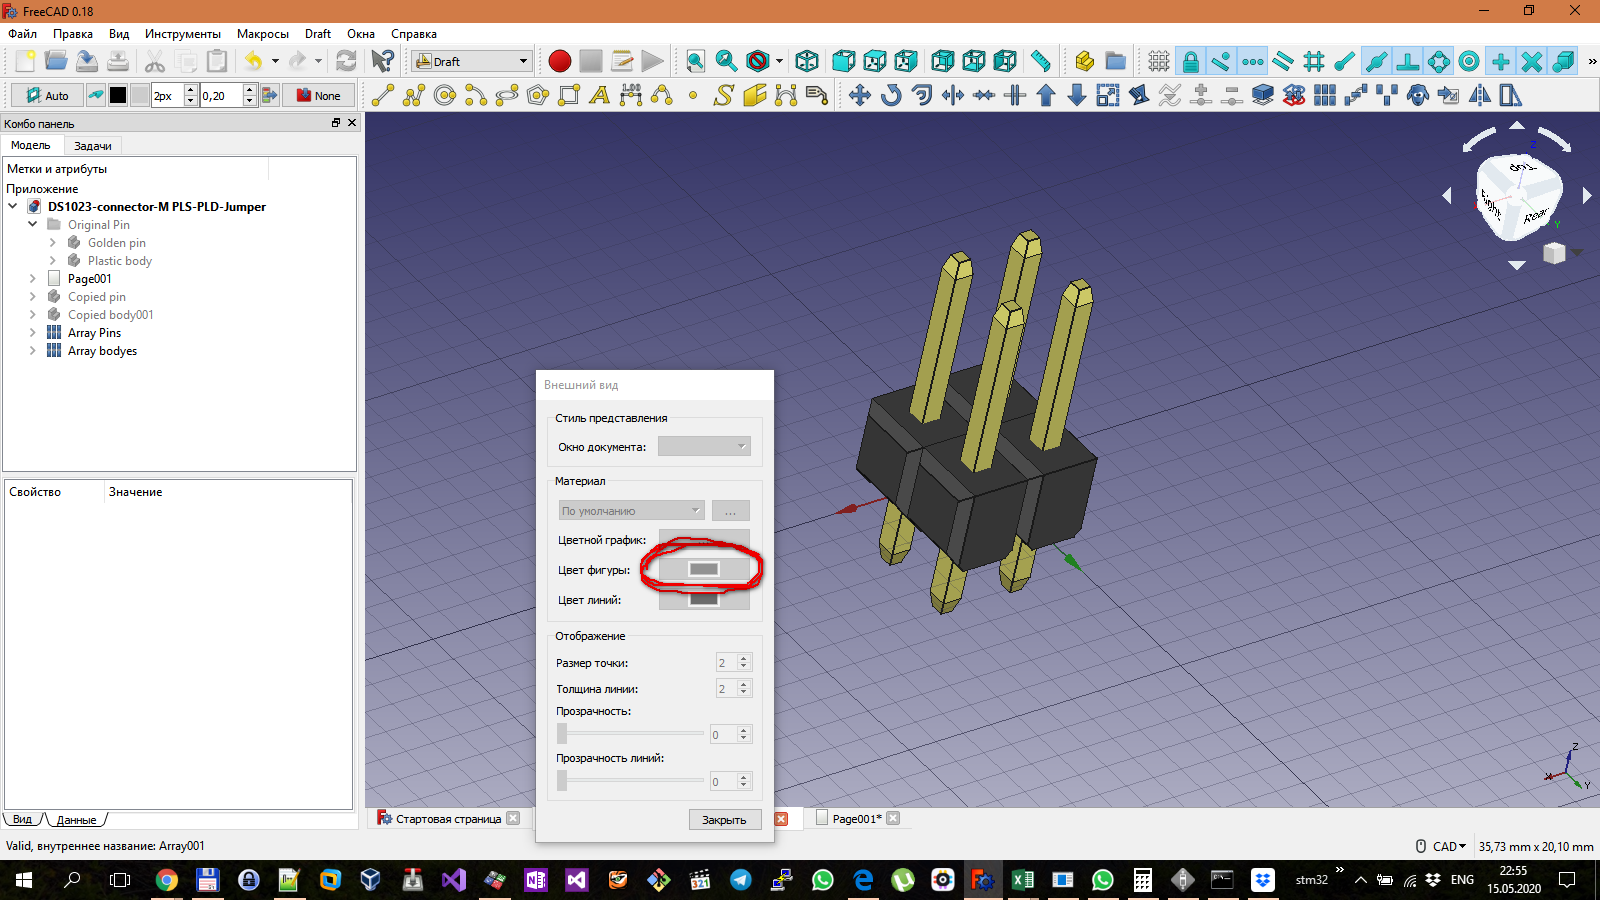 FreeCAD 0.18
Файл Правка Вид Инструменты Макросы Draft Окна Справка
Draft
Auto 2px 0,20 None
Комбо панель
Модель Задачи
Метки и атрибуты
Приложение
DS1023-connector-M PLS-PLD-Jumper
Original Pin
Golden pin
Plastic body
Page001
Copied pin
Copied body001
Array Pins
Array bodyes
Свойство Значение
Вид Данные
Внешний вид
Стиль представления
Окно документа:
Материал
По умолчанию ...
Цветной график:
Цвет фигуры:
Цвет линий:
Отображение
Размер точки: 2
Толщина линии: 2
Прозрачность:
0
Прозрачность линий:
0
Закрыть
Right
Rear
Z
Y
Z
X
Y
Стартовая страница
Page001*
Valid, внутреннее название: Array001
CAD 35,73 mm x 20,10 mm
321
stm32
ENG
22:55
15.05.2020